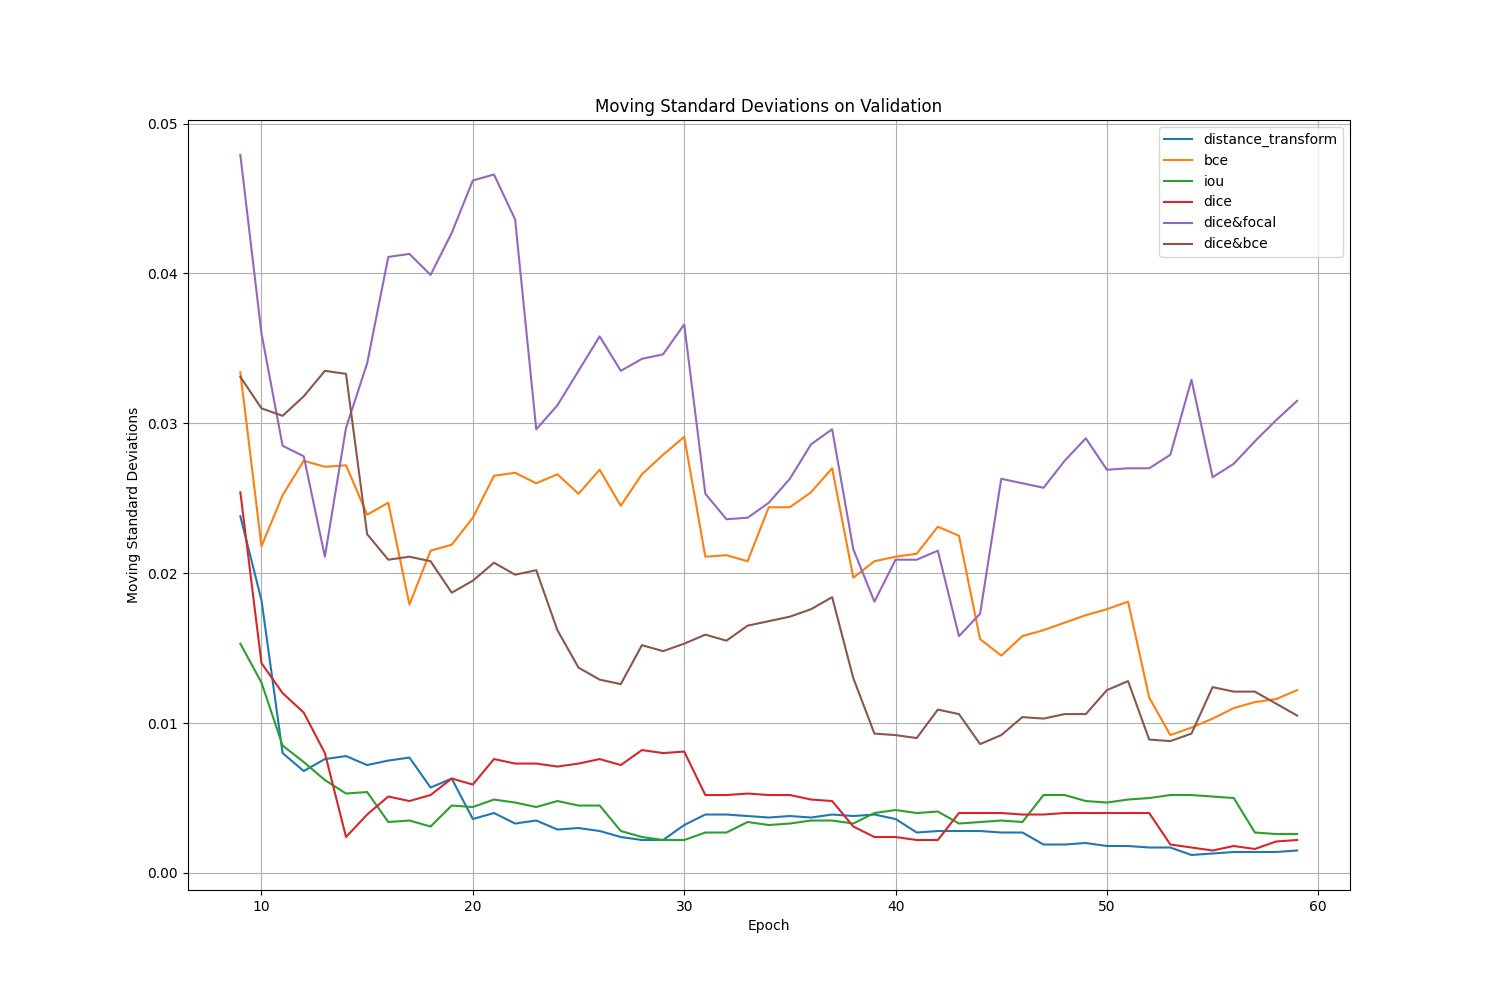 Moving Standard Deviations on Validation
distance_transform
bce
iou
dice
dice&focal
dice&bce
Moving Standard Deviations
0.05
0.04
0.03
0.02
0.01
0.00
10
20
30
40
50
60
Epoch